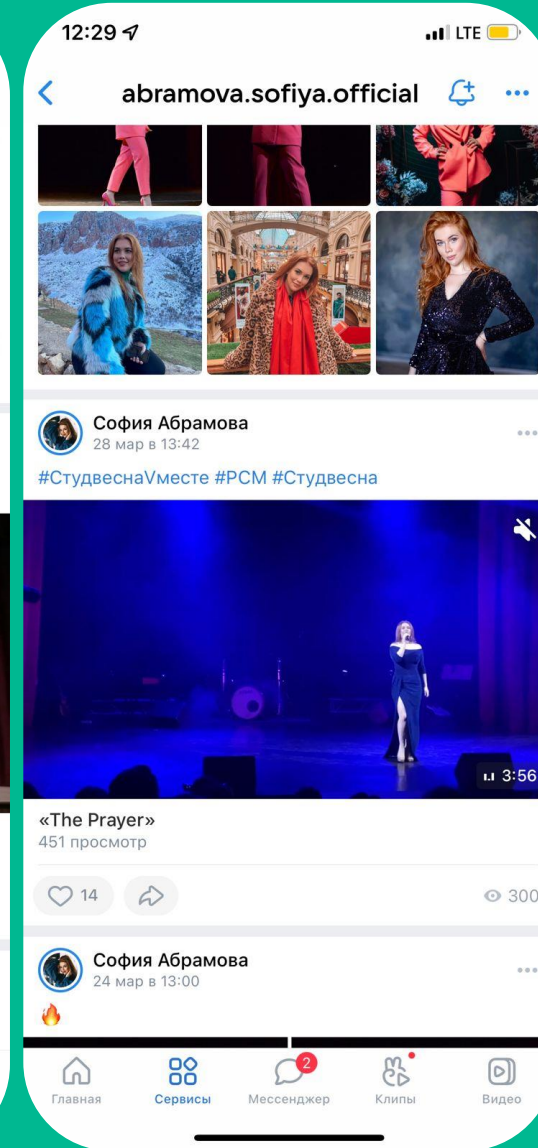 12:29
LTE
abramova.sofiya.official
София Абрамова
28 мар в 13:42
#СтудвеснаVместе #РСМ #Студвесна
3:56
«The Prayer»
451 просмотр
14
300
София Абрамова
24 мар в 13:00
2
Главная Сервисы Мессенджер Клипы Видео